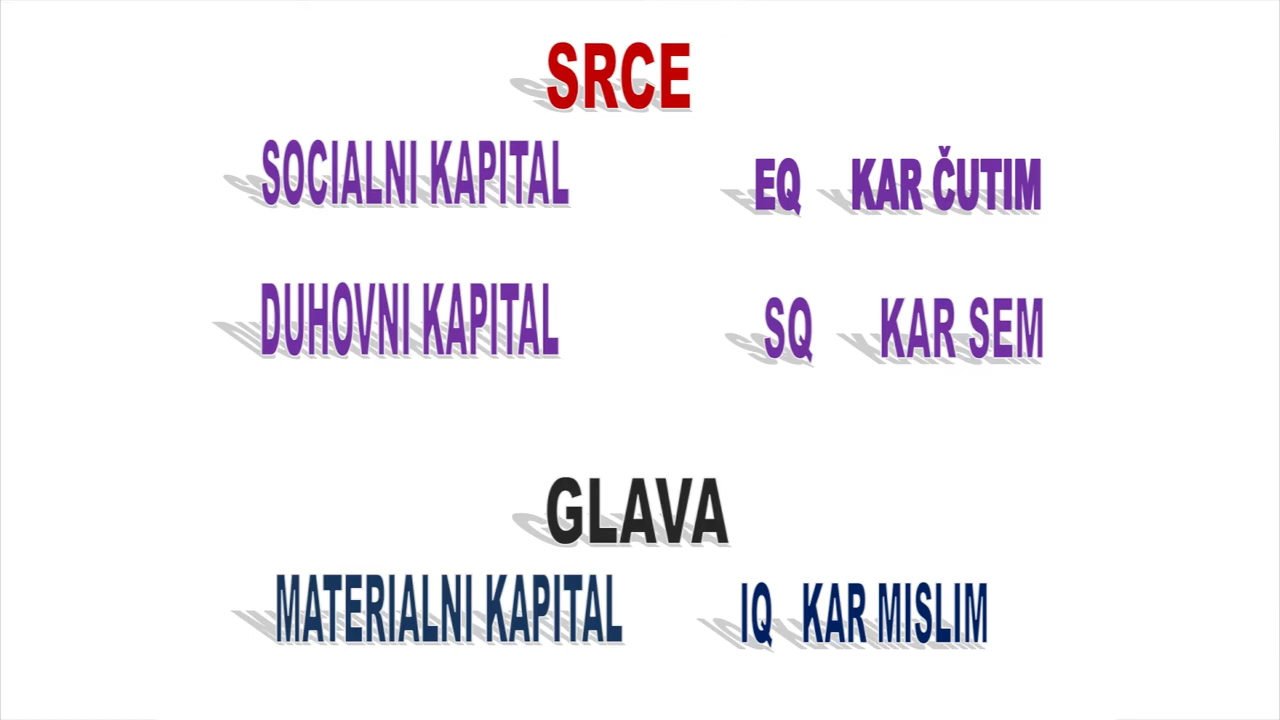 SRCE
SOCIALNI KAPITAL EQ KAR ČUTIM
DUHOVNI KAPITAL SQ KAR SEM
GLAVA
MATERIALNI KAPITAL IQ KAR MISLIM